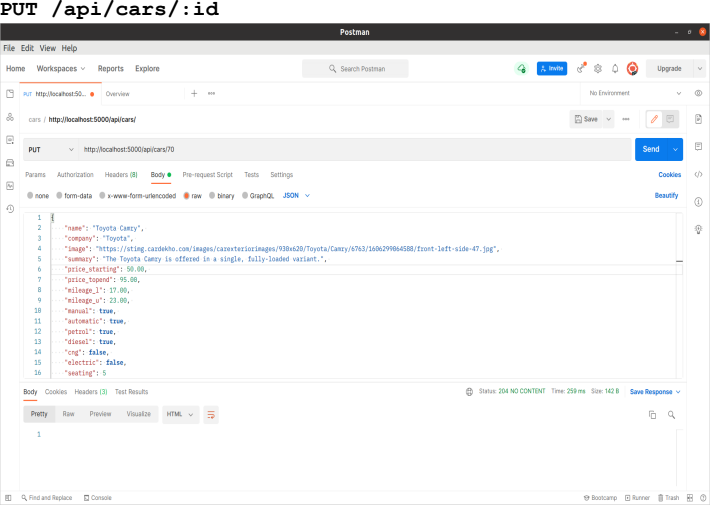 PUT /api/cars/:id
Postman
File Edit View Help
Home Workspaces Reports Explore
Search Postman
Invite
Upgrade
PUT http://localhost:50...
Overview
No Environment
cars / http://localhost:5000/api/cars/
Save
PUT
http://localhost:5000/api/cars/70
Send
Params Authorization Headers (8) Body Pre-request Script Tests Settings
Cookies
none form-data x-www-form-urlencoded raw binary GraphQL JSON
Beautify
1 {
2 "name": "Toyota Camry",
3 "company": "Toyota",
4 "image": "https://stimg.cardekho.com/images/carexteriorimages/930x620/Toyota/Camry/6763/1606299064588/front-left-side-47.jpg",
5 "summary": "The Toyota Camry is offered in a single, fully-loaded variant.",
6 "price_starting": 50.00,
7 "price_topend": 95.00,
8 "mileage_l": 17.00,
9 "mileage_u": 23.00,
10 "manual": true,
11 "automatic": true,
12 "petrol": true,
13 "diesel": true,
14 "cng": false,
15 "electric": false,
16 "seating": 5
Body Cookies Headers (3) Test Results
Status: 204 NO CONTENT Time: 259 ms Size: 142 B Save Response
Pretty Raw Preview Visualize HTML
1
Find and Replace Console
Bootcamp Runner Trash